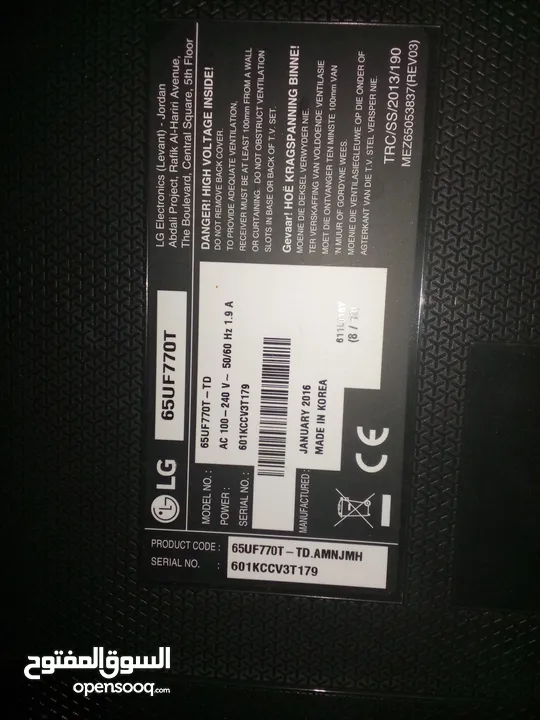 LG Electronics (Levant) - Jordan
Abdali Project, Rafik Al-Hariri Avenue,
The Boulevard, Central Square, 5th Floor
DANGER! HIGH VOLTAGE INSIDE!
DO NOT REMOVE BACK COVER.
TO PROVIDE ADEQUATE VENTILATION,
RECEIVER MUST BE AT LEAST 100mm FROM A WALL
OR CURTAINING. DO NOT OBSTRUCT VENTILATION
SLOTS IN BASE OR BACK OF T.V. SET.
Gevaar! HOË KRAGSPANNING BINNE!
MOENIE DIE DEKSEL VERWYDER NIE.
TER VERSKAFFING VAN VOLDOENDE VENTILASIE
MOET DIE ONTVANGER TEN MINSTE 100mm VAN
'N MUUR OF GORDYNE WEES.
MOENIE DIE VENTILASIEGLEUWE OP DIE ONDER OF
AGTERKANT VAN DIE T.V. STEL VERSPER NIE.
TRC/SS/2013/190
MEZ65053837(REV03)
LG 65UF770T
MODEL NO. : 65UF770T-TD
POWER : AC 100-240 V~ 50/60 Hz 1.9 A
SERIAL NO. : 601KCCV3T179
MANUFACTURED : JANUARY 2016
MADE IN KOREA
CE
PRODUCT CODE : 65UF770T-TD.AMNJMH
SERIAL NO. : 601KCCV3T179
السوق المفتوح
opensooq.com